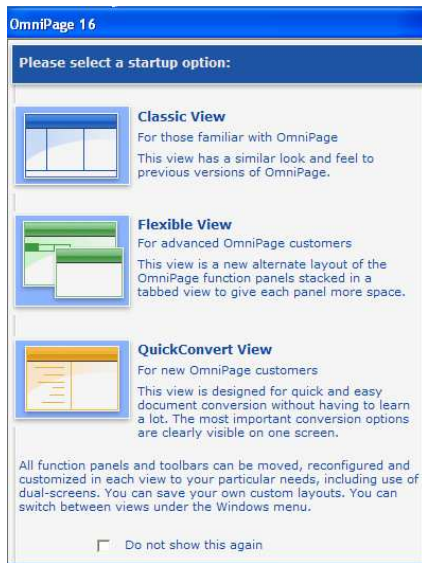 OmniPage 16
Please select a startup option:
Classic View
For those familiar with OmniPage
This view has a similar look and feel to
previous versions of OmniPage.
Flexible View
For advanced OmniPage customers
This view is a new alternate layout of the
OmniPage function panels stacked in a
tabbed view to give each panel more space.
QuickConvert View
For new OmniPage customers
This view is designed for quick and easy
document conversion without having to learn
a lot. The most important conversion options
are clearly visible on one screen.
All function panels and toolbars can be moved, reconfigured and
customized in each view to your particular needs, including use of
dual-screens. You can save your own custom layouts. You can
switch between views under the Windows menu.
Do not show this again